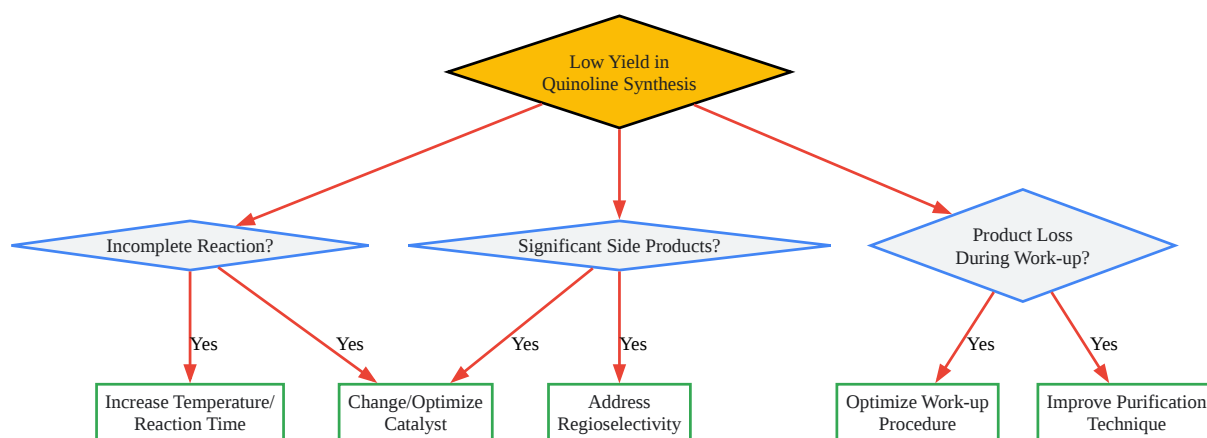 Low Yield in
Quinoline Synthesis
Incomplete Reaction?
Significant Side Products?
Product Loss
During Work-up?
Yes
Yes
Yes
Yes
Yes
Yes
Increase Temperature/
Reaction Time
Change/Optimize
Catalyst
Address
Regioselectivity
Optimize Work-up
Procedure
Improve Purification
Technique